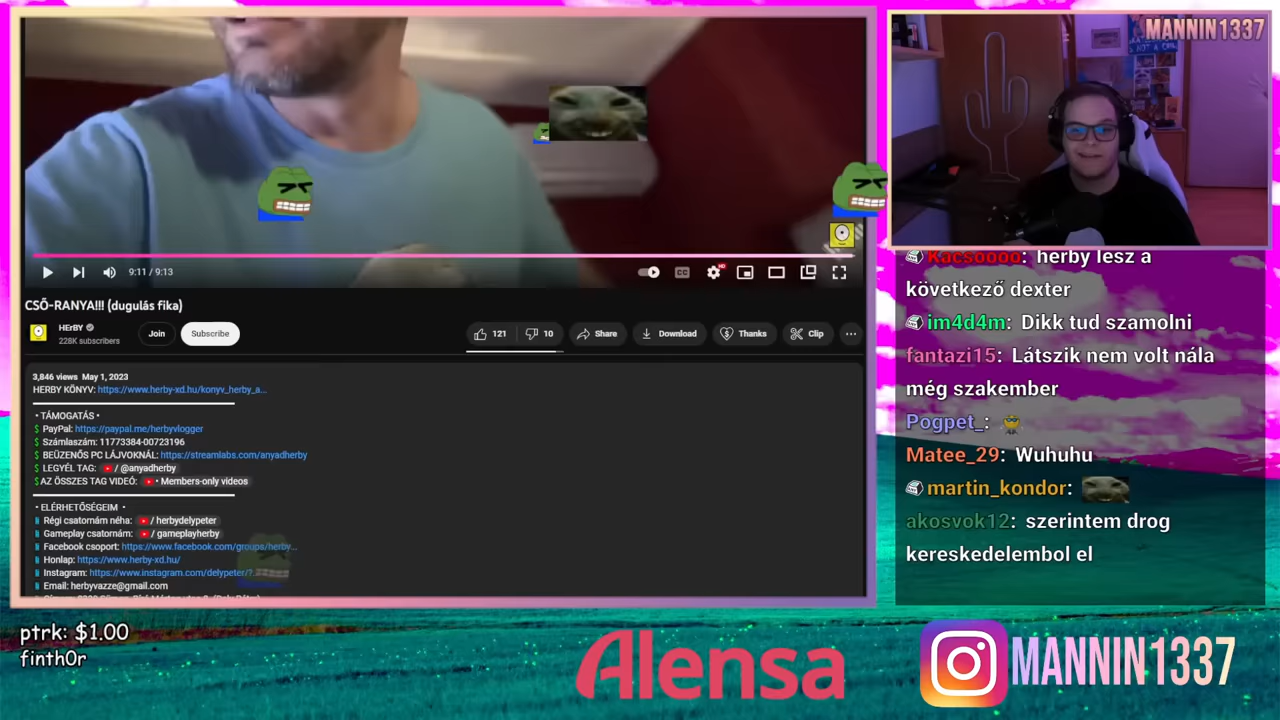 MANNIN1337
9:11 / 9:13
CC
HD
CSŐ-RANYA!!! (dugulás fika)
HErBY
228K subscribers
Join
Subscribe
121
10
Share
Download
Thanks
Clip
3,846 views May 1, 2023
HERBY KÖNYV: https://www.herby-xd.hu/konyv_herby_a...
• TÁMOGATÁS •
$ PayPal: https://paypal.me/herbyvlogger
$ Számlaszám: 11773384-00723196
$ BEÜZENŐS PC LÁJVOKNÁL: https://streamlabs.com/anyadherby
$ LEGYÉL TAG: / @anyadherby
$ AZ ÖSSZES TAG VIDEÓ: • Members-only videos
• ELÉRHETŐSÉGEIM •
Régi csatornám néha: / herbydelypeter
Gameplay csatornám: / gameplayherby
Facebook csoport: https://www.facebook.com/groups/herby...
Honlap: https://www.herby-xd.hu/
Instagram: https://www.instagram.com/delypeter/?...
Email: herbyvazze@gmail.com
Kacsoooo: herby lesz a
következő dexter
im4d4m: Dikk tud szamolni
fantazi15: Látszik nem volt nála
még szakember
Pogpet_:
Matee_29: Wuhuhu
martin_kondor:
akosvok12: szerintem drog
kereskedelembol el
ptrk: $1.00
finth0r
Alensa
MANNIN1337